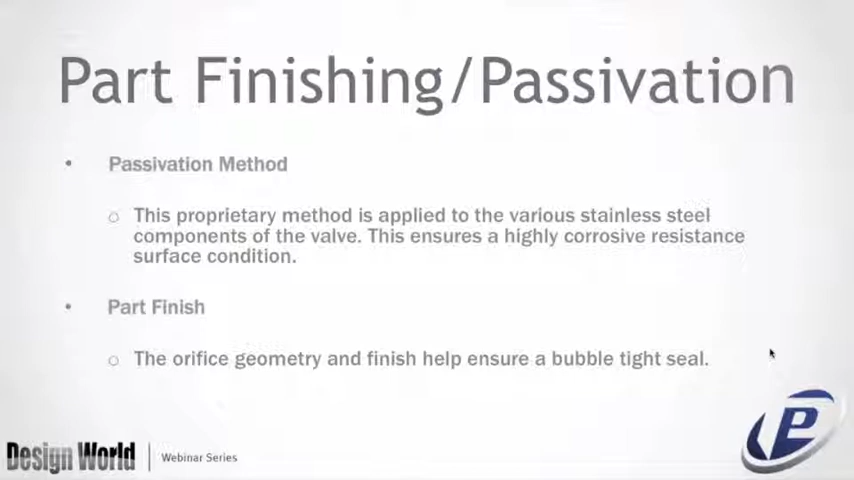 Part Finishing/Passivation
• Passivation Method
o This proprietary method is applied to the various stainless steel
components of the valve. This ensures a highly corrosive resistance
surface condition.
• Part Finish
o The orifice geometry and finish help ensure a bubble tight seal.
Design World | Webinar Series
P